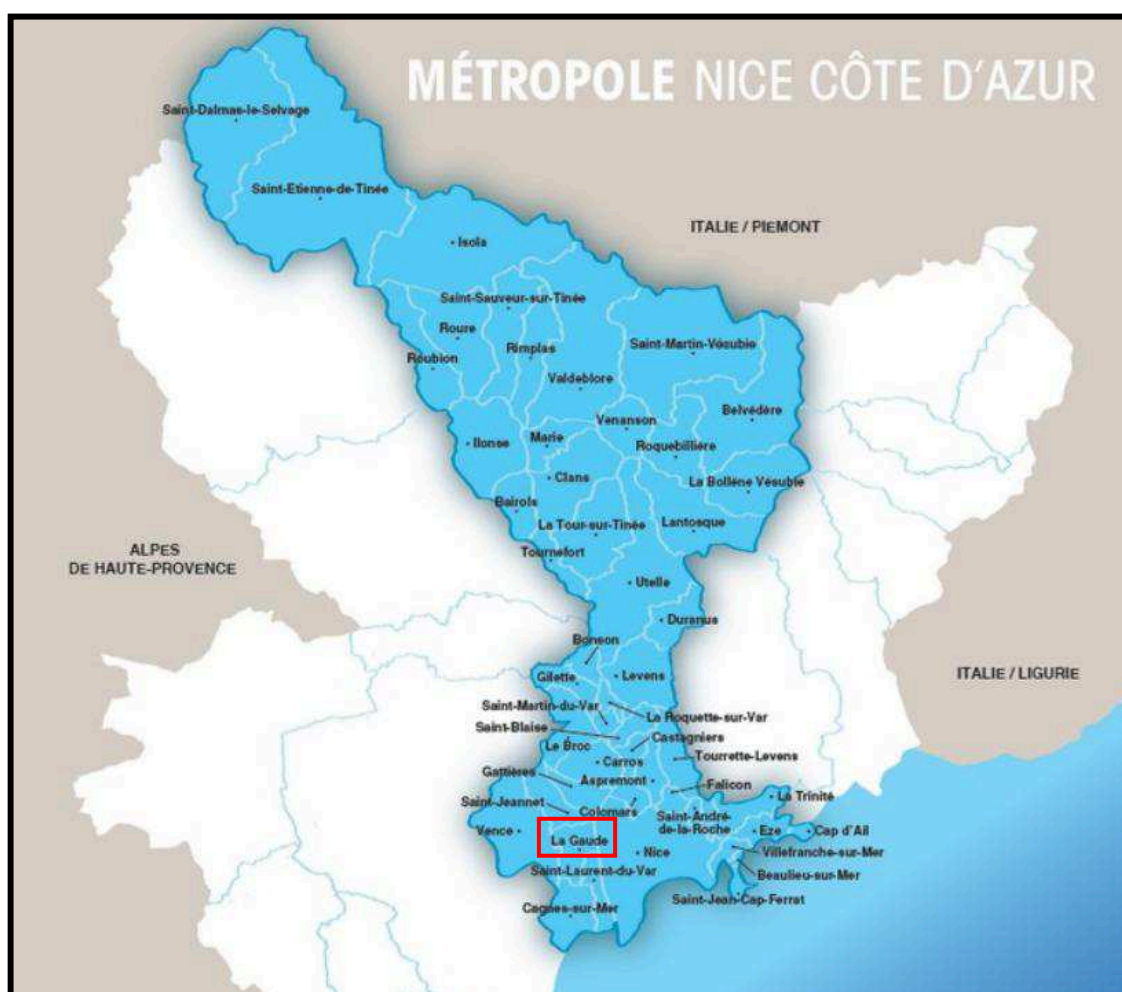 MÉTROPOLE NICE CÔTE D'AZUR
Saint-Dalmas-le-Selvage
Saint-Etienne-de-Tinée
ITALIE / PIEMONT
Isola
Saint-Sauveur-sur-Tinée
Roure
Rimplas
Saint-Martin-Vésubie
Roubion
Valdeblore
Belvédère
Venanson
Ilonse
Marie
Roquebillière
Clans
La Bollène Vésubie
Bairols
La Tour-sur-Tinée
Lantosque
ALPES
DE HAUTE-PROVENCE
Tournefort
Utelle
Duranus
Bonson
Gilette
Levens
ITALIE / LIGURIE
Saint-Martin-du-Var
La Roquette-sur-Var
Saint-Blaise
Castagniers
Le Broc
Tourrette-Levens
Carros
Gattières
Aspremont
Falicon
La Trinité
Saint-Jeannet
Colomars
Saint-André-
de-la-Roche
Vence
Eze
Cap d'Ail
La Gaude
Nice
Villefranche-sur-Mer
Saint-Laurent-du-Var
Beaulieu-sur-Mer
Saint-Jean-Cap-Ferrat
Cagnes-sur-Mer